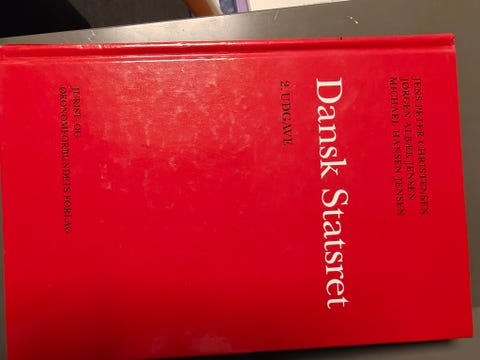 JENS PETER CHRISTENSEN
JØRGEN ALBÆK JENSEN
MICHAEL HANSEN JENSEN
Dansk Statsret
2. UDGAVE
JURIST- OG
ØKONOMFORBUNDETS FORLAG